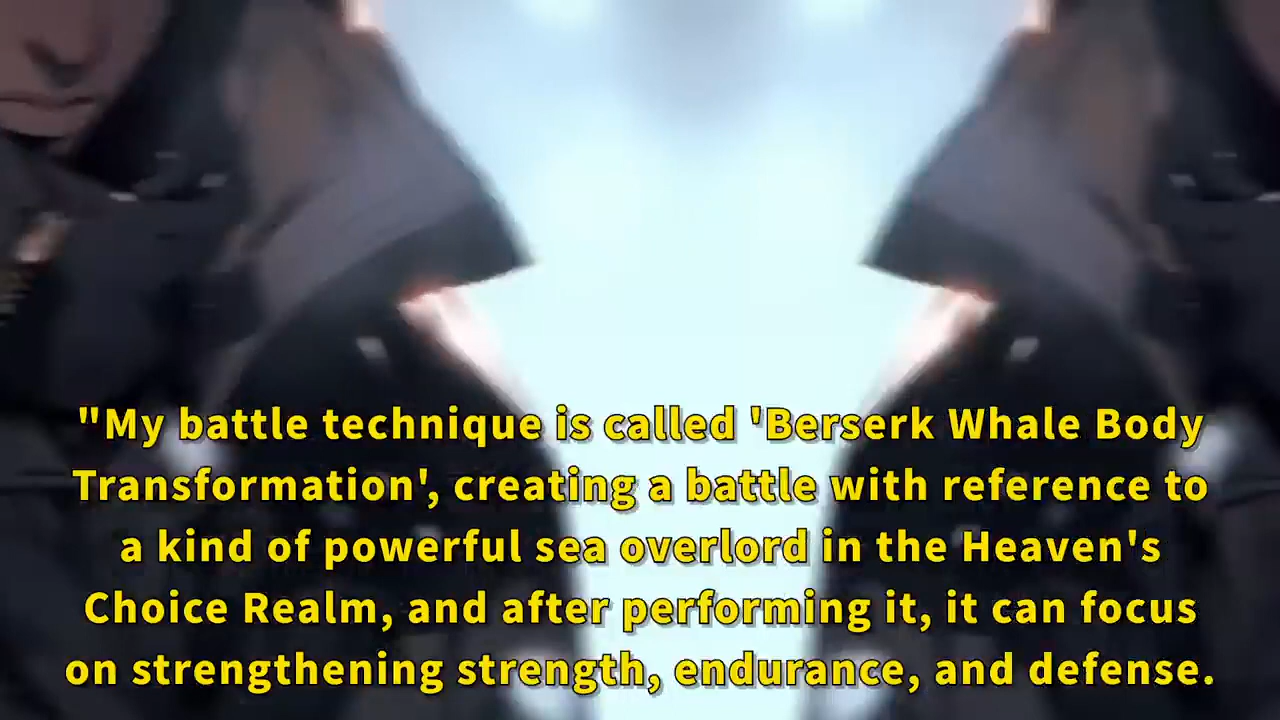 "My battle technique is called 'Berserk Whale Body
Transformation', creating a battle with reference to
a kind of powerful sea overlord in the Heaven's
Choice Realm, and after performing it, it can focus
on strengthening strength, endurance, and defense.